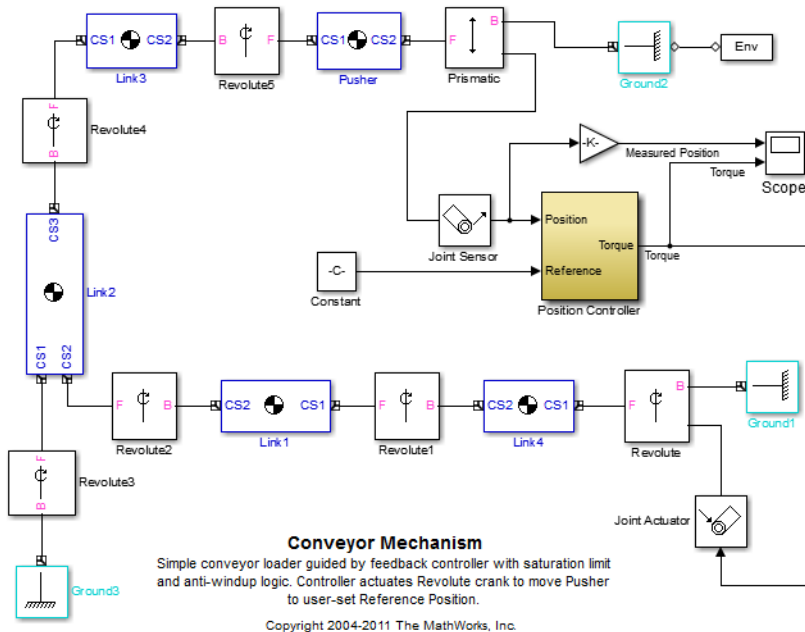 CS1 CS2
Link3
B F
Revolute5
CS1 CS2
Pusher
F B
Prismatic
Ground2
Env
F
B
Revolute4
-K-
Measured Position
Torque
Scope
Joint Sensor
Position
Reference
Torque
Torque
Position Controller
-C-
Constant
CS3
Link2
CS1
CS2
F B
Revolute2
CS2 CS1
Link1
F B
Revolute1
CS2 CS1
Link4
F B
Revolute
Ground1
F
B
Revolute3
Ground3
Joint Actuator
Conveyor Mechanism
Simple conveyor loader guided by feedback controller with saturation limit
and anti-windup logic. Controller actuates Revolute crank to move Pusher
to user-set Reference Position.
Copyright 2004-2011 The MathWorks, Inc.